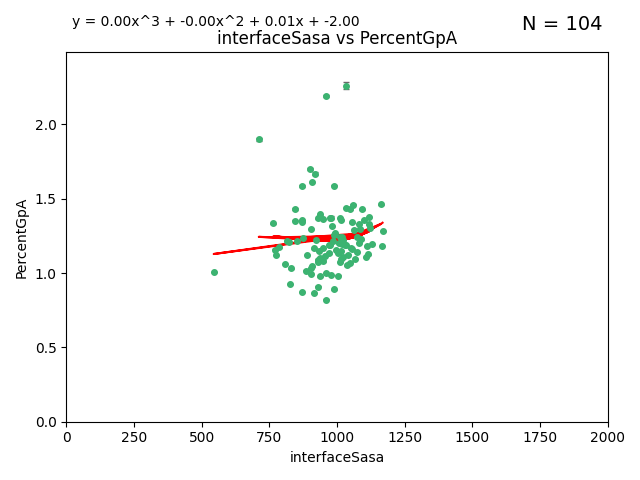 y = 0.00x^3 + -0.00x^2 + 0.01x + -2.00
N = 104
interfaceSasa vs PercentGpA
PercentGpA
2.0
1.5
1.0
0.5
0.0
0 250 500 750 1000 1250 1500 1750 2000
interfaceSasa